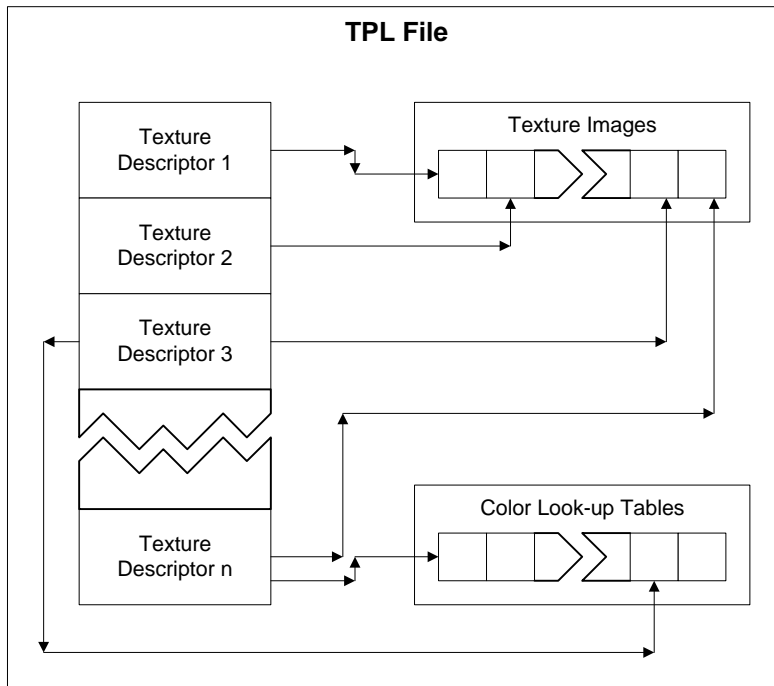 TPL File
Texture
Descriptor 1
Texture
Descriptor 2
Texture
Descriptor 3
Texture
Descriptor n
Texture Images
Color Look-up Tables